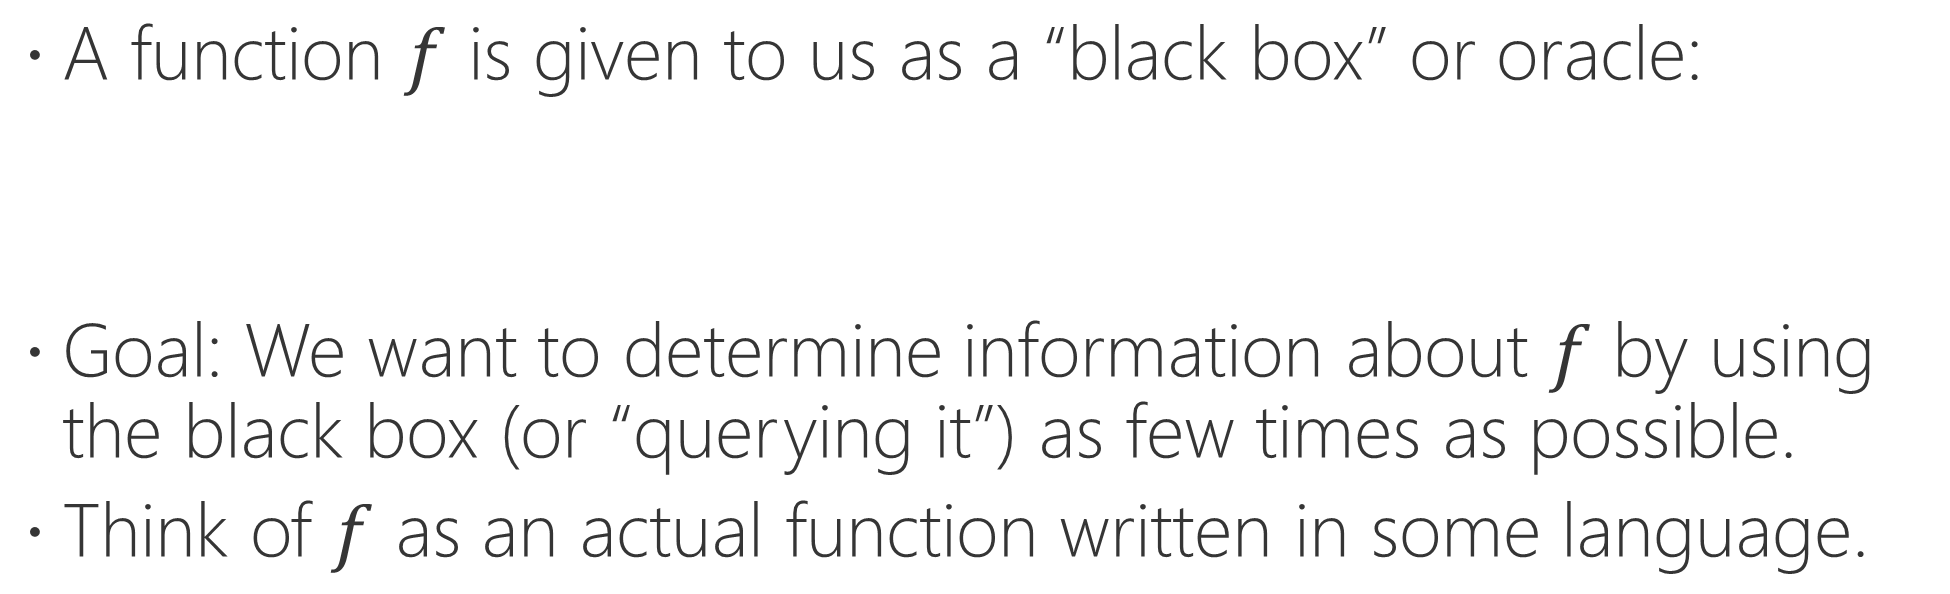 • A function f is given to us as a “black box” or oracle:
• Goal: We want to determine information about f by using
the black box (or “querying it”) as few times as possible.
• Think of f as an actual function written in some language.